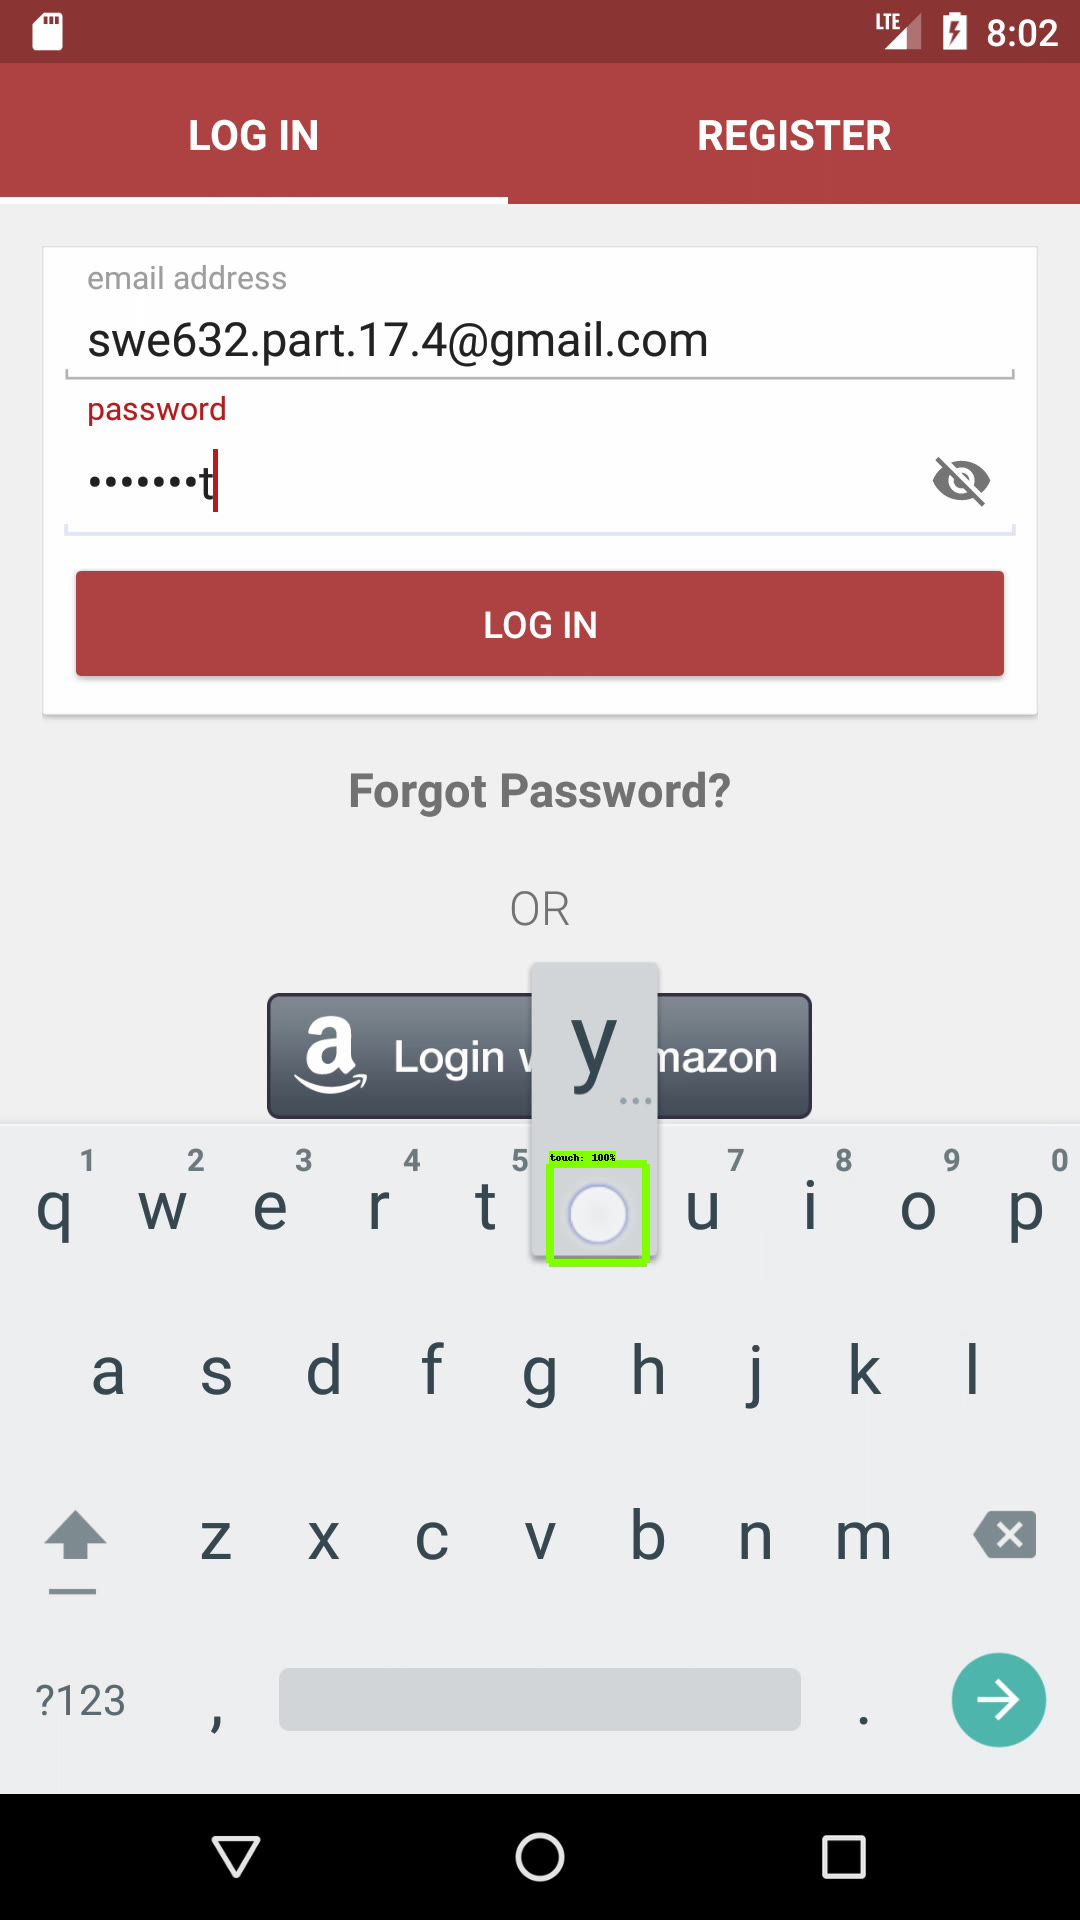 LTE 8:02
LOG IN REGISTER
email address
swe632.part.17.4@gmail.com
password
•••••••t
LOG IN
Forgot Password?
OR
a Login w mazon
y
...
touch: 100%
1 2 3 4 5 7 8 9 0
q w e r t u i o p
a s d f g h j k l
z x c v b n m
?123 , .